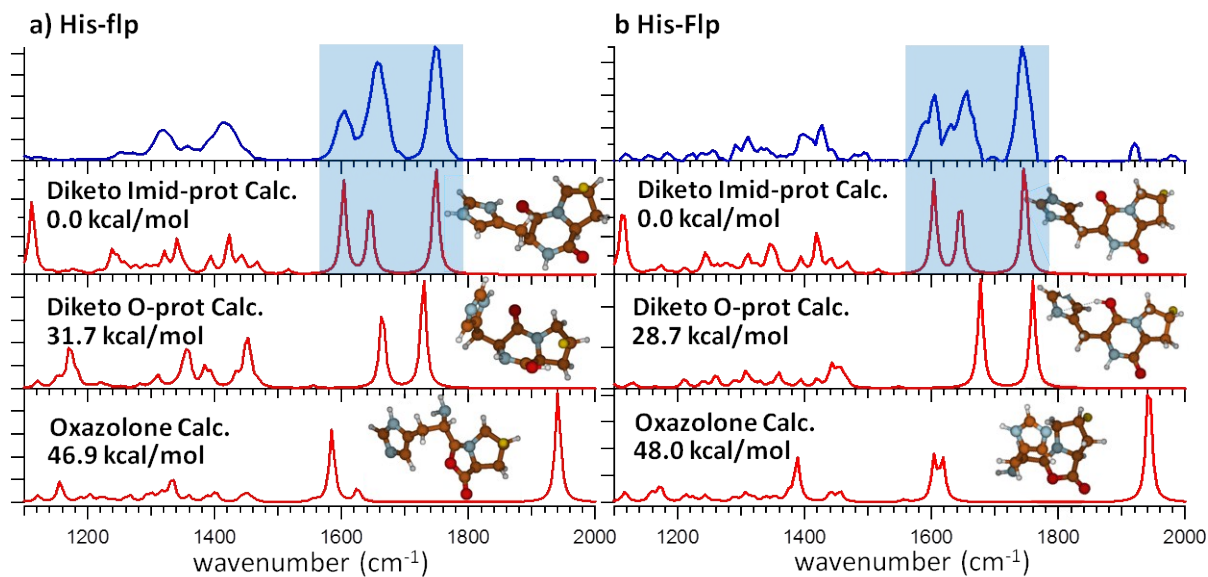 a) His-flp
b His-Flp
Diketo Imid-prot Calc.
0.0 kcal/mol
Diketo Imid-prot Calc.
0.0 kcal/mol
Diketo O-prot Calc.
31.7 kcal/mol
Diketo O-prot Calc.
28.7 kcal/mol
Oxazolone Calc.
46.9 kcal/mol
Oxazolone Calc.
48.0 kcal/mol
1200 1400 1600 1800 2000
1200 1400 1600 1800 2000
wavenumber (cm-1)
wavenumber (cm-1)